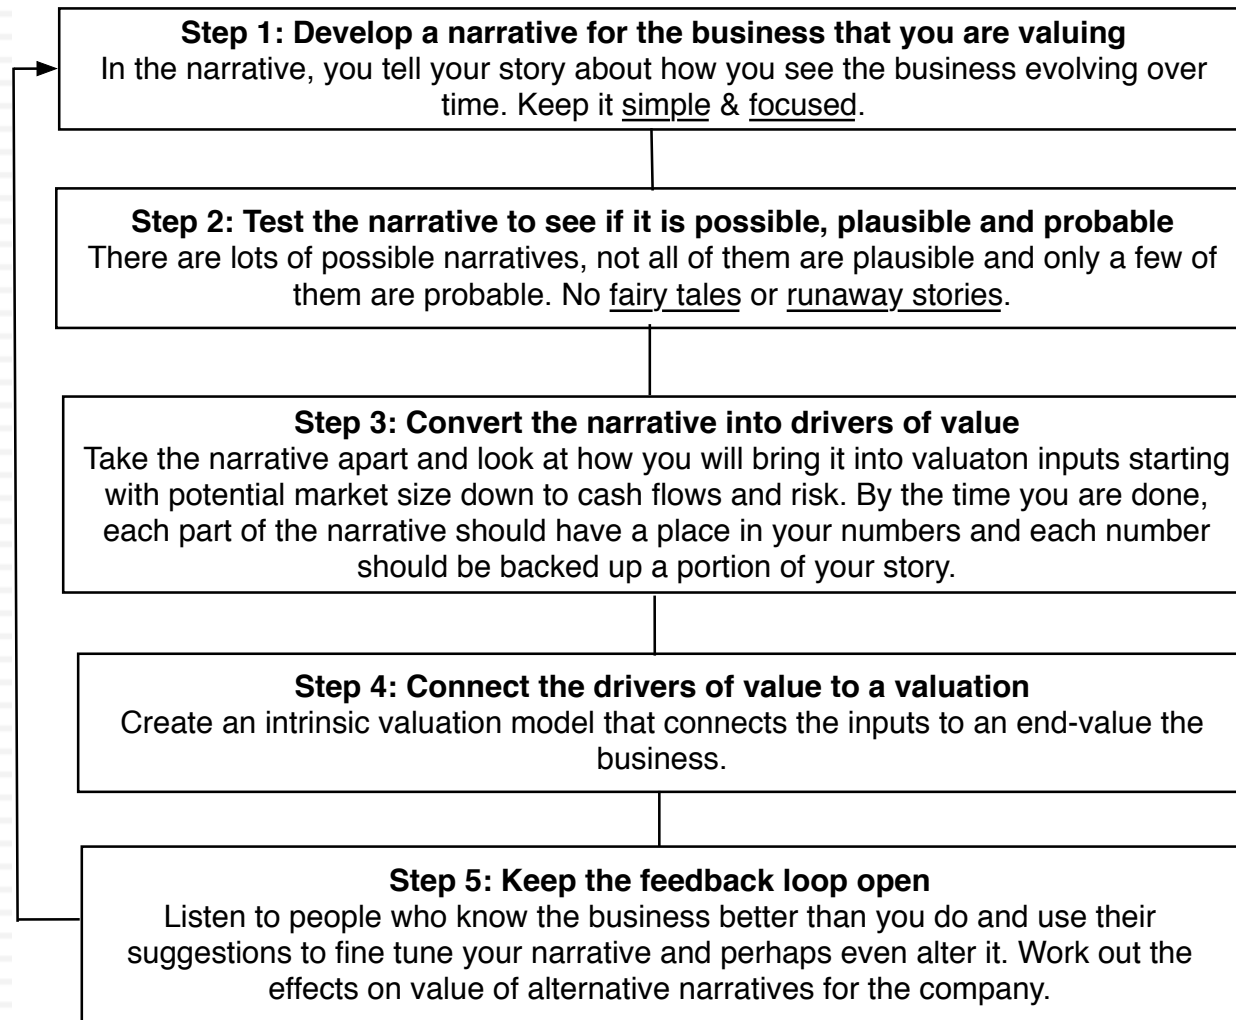 Step 1: Develop a narrative for the business that you are valuing
In the narrative, you tell your story about how you see the business evolving over
time. Keep it simple & focused.
Step 2: Test the narrative to see if it is possible, plausible and probable
There are lots of possible narratives, not all of them are plausible and only a few of
them are probable. No fairy tales or runaway stories.
Step 3: Convert the narrative into drivers of value
Take the narrative apart and look at how you will bring it into valuaton inputs starting
with potential market size down to cash flows and risk. By the time you are done,
each part of the narrative should have a place in your numbers and each number
should be backed up a portion of your story.
Step 4: Connect the drivers of value to a valuation
Create an intrinsic valuation model that connects the inputs to an end-value the
business.
Step 5: Keep the feedback loop open
Listen to people who know the business better than you do and use their
suggestions to fine tune your narrative and perhaps even alter it. Work out the
effects on value of alternative narratives for the company.